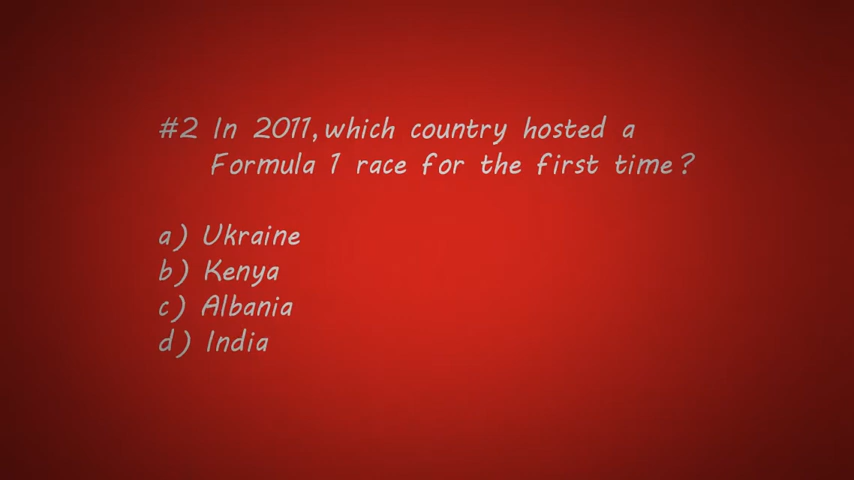 #2 In 2011, which country hosted a
Formula 1 race for the first time?
a) Ukraine
b) Kenya
c) Albania
d) India